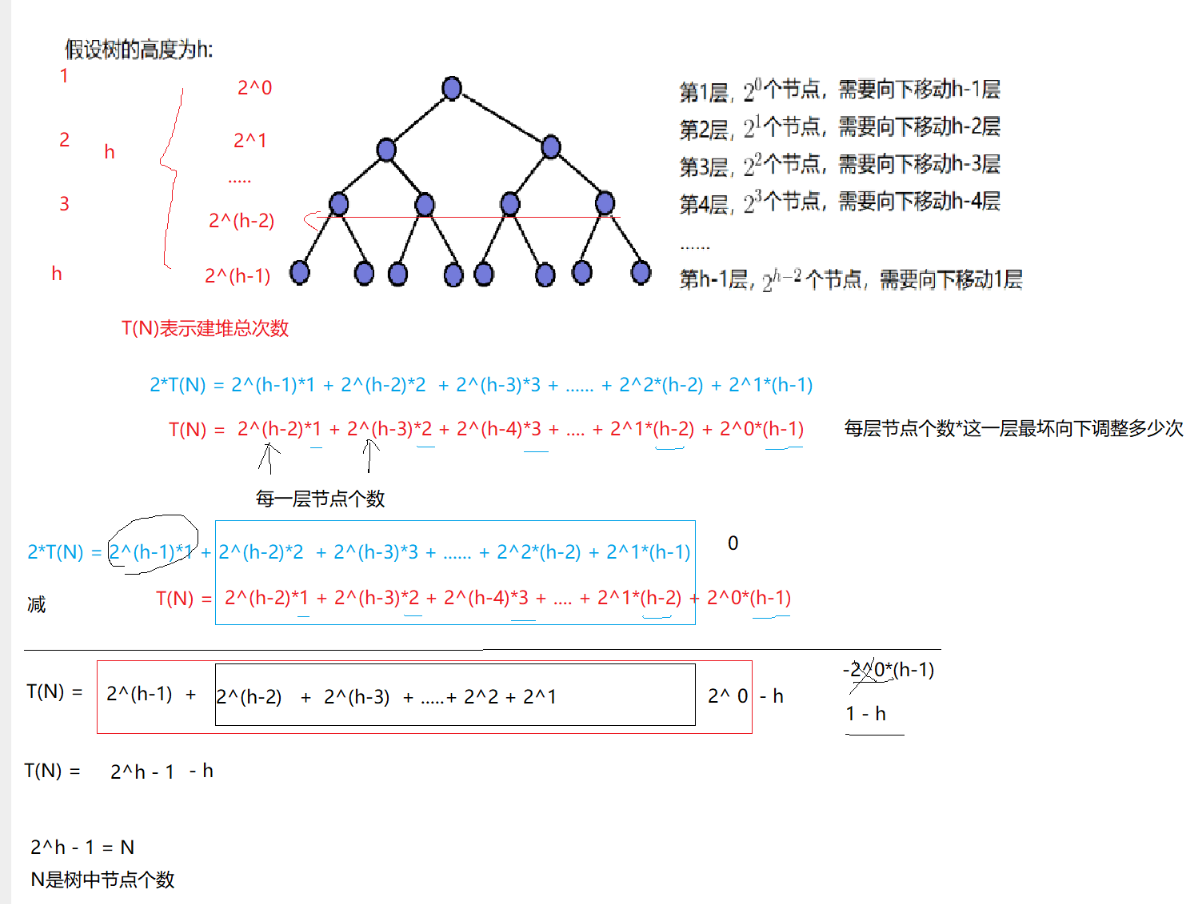 假设树的高度为h:
1
2^0
第1层, 2^0个节点，需要向下移动h-1层
2
h
2^1
第2层, 2^1个节点，需要向下移动h-2层
.....
第3层, 2^2个节点，需要向下移动h-3层
3
2^(h-2)
第4层, 2^3个节点，需要向下移动h-4层
......
h
2^(h-1)
第h-1层, 2^h-2个节点，需要向下移动1层
T(N)表示建堆总次数
2*T(N) = 2^(h-1)*1 + 2^(h-2)*2 + 2^(h-3)*3 + ...... + 2^2*(h-2) + 2^1*(h-1)
T(N) = 2^(h-2)*1 + 2^(h-3)*2 + 2^(h-4)*3 + .... + 2^1*(h-2) + 2^0*(h-1)
每层节点个数*这一层最坏向下调整多少次
每一层节点个数
2*T(N) = 2^(h-1)*1 + 2^(h-2)*2 + 2^(h-3)*3 + ...... + 2^2*(h-2) + 2^1*(h-1)
0
减
T(N) = 2^(h-2)*1 + 2^(h-3)*2 + 2^(h-4)*3 + .... + 2^1*(h-2) + 2^0*(h-1)
-2^0*(h-1)
T(N) = 2^(h-1) + 2^(h-2) + 2^(h-3) + .....+ 2^2 + 2^1 2^ 0 - h
1 - h
T(N) = 2^h - 1 - h
2^h - 1 = N
N是树中节点个数